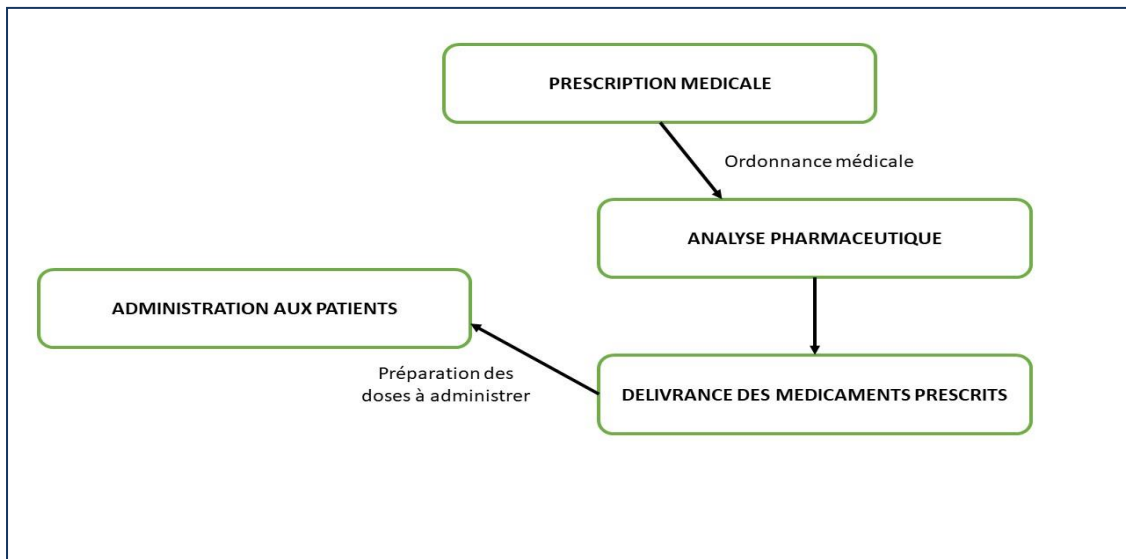 PRESCRIPTION MEDICALE
Ordonnance médicale
ANALYSE PHARMACEUTIQUE
ADMINISTRATION AUX PATIENTS
Préparation des
doses à administrer
DELIVRANCE DES MEDICAMENTS PRESCRITS